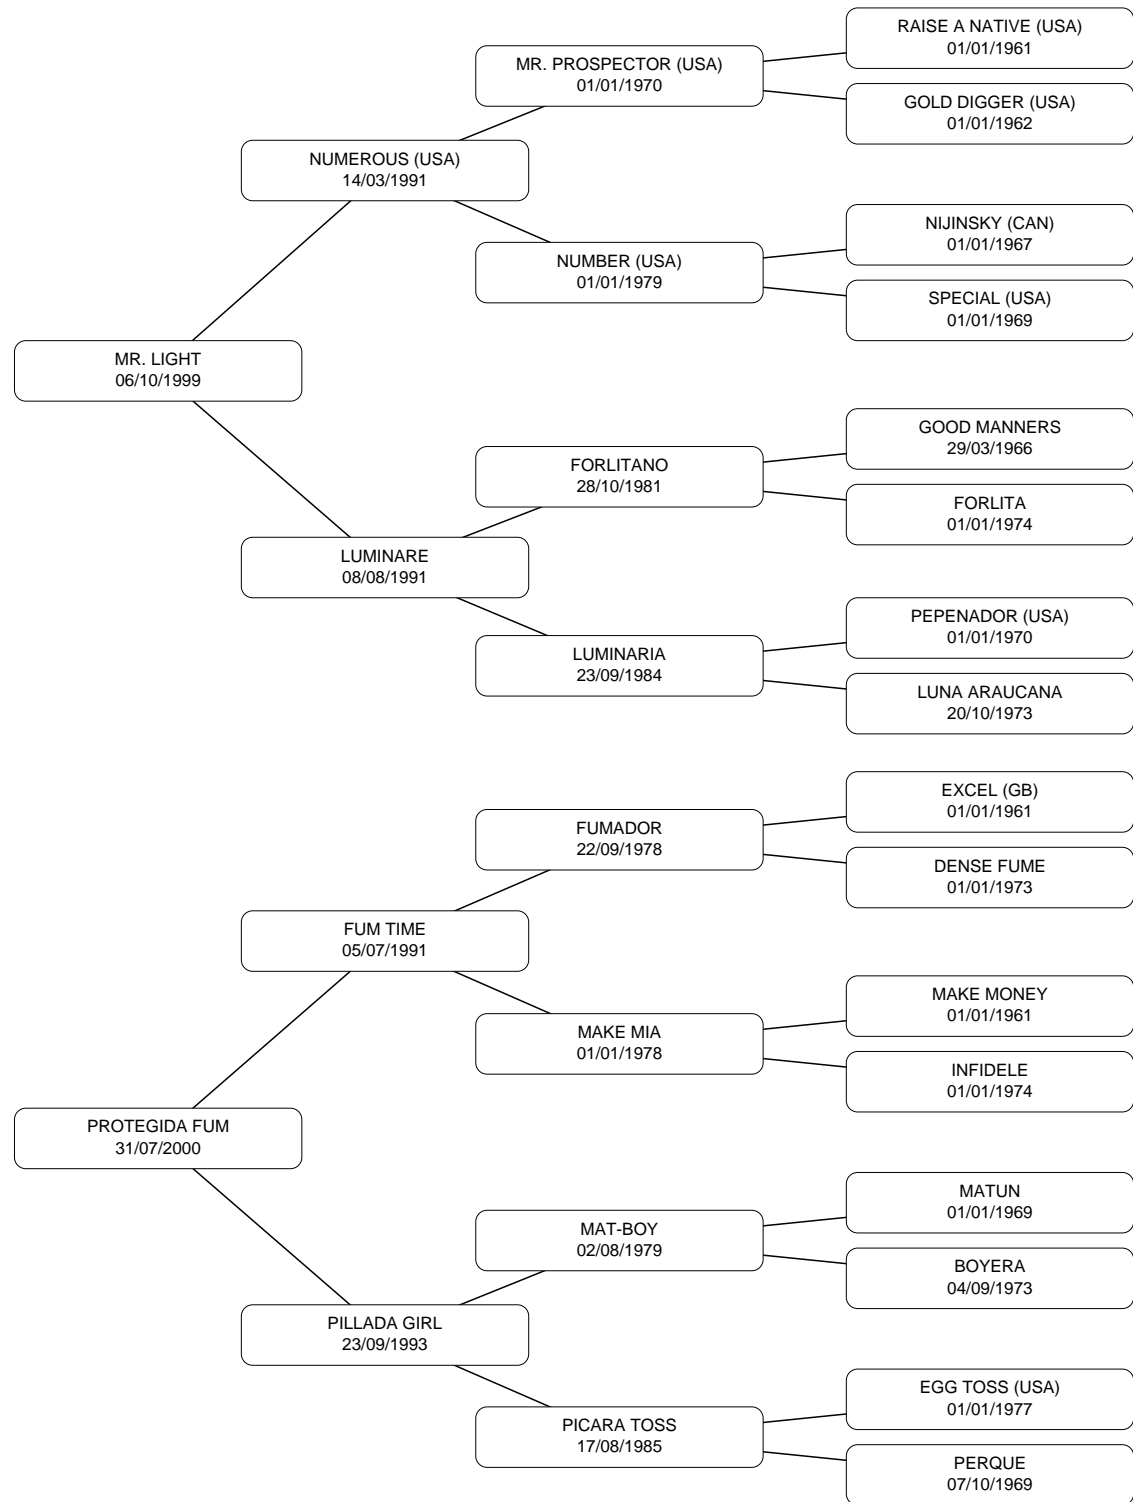 RAISE A NATIVE (USA)
01/01/1961
MR. PROSPECTOR (USA)
01/01/1970
GOLD DIGGER (USA)
01/01/1962
NUMEROUS (USA)
14/03/1991
NIJINSKY (CAN)
01/01/1967
NUMBER (USA)
01/01/1979
SPECIAL (USA)
01/01/1969
MR. LIGHT
06/10/1999
GOOD MANNERS
29/03/1966
FORLITANO
28/10/1981
FORLITA
01/01/1974
LUMINARE
08/08/1991
PEPENADOR (USA)
01/01/1970
LUMINARIA
23/09/1984
LUNA ARAUCANA
20/10/1973
EXCEL (GB)
01/01/1961
FUMADOR
22/09/1978
DENSE FUME
01/01/1973
FUM TIME
05/07/1991
MAKE MONEY
01/01/1961
MAKE MIA
01/01/1978
INFIDELE
01/01/1974
PROTEGIDA FUM
31/07/2000
MATUN
01/01/1969
MAT-BOY
02/08/1979
BOYERA
04/09/1973
PILLADA GIRL
23/09/1993
EGG TOSS (USA)
01/01/1977
PICARA TOSS
17/08/1985
PERQUE
07/10/1969